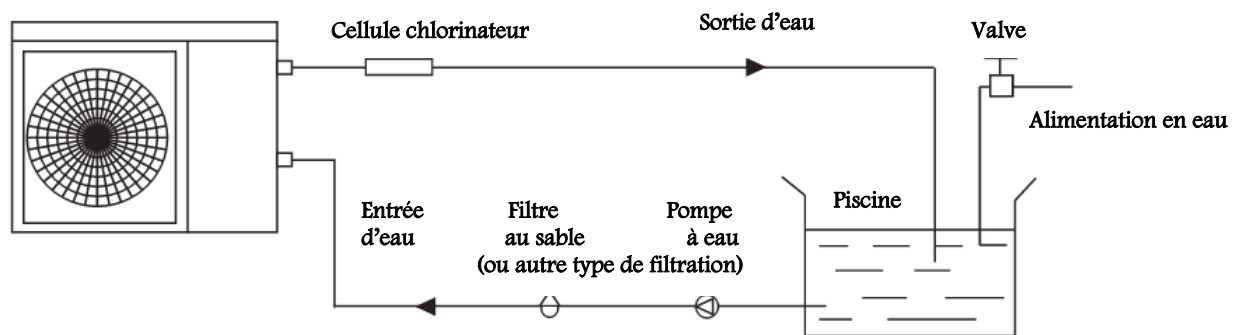 Cellule chlorinateur
Sortie d'eau
Valve
Alimentation en eau
Piscine
Entrée
d'eau
Filtre
au sable
(ou autre type de filtration)
Pompe
à eau